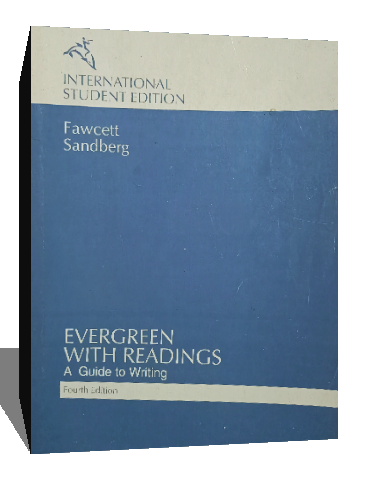 INTERNATIONAL
STUDENT EDITION
Fawcett
Sandberg
EVERGREEN
WITH READINGS
A Guide to Writing
Fourth Edition